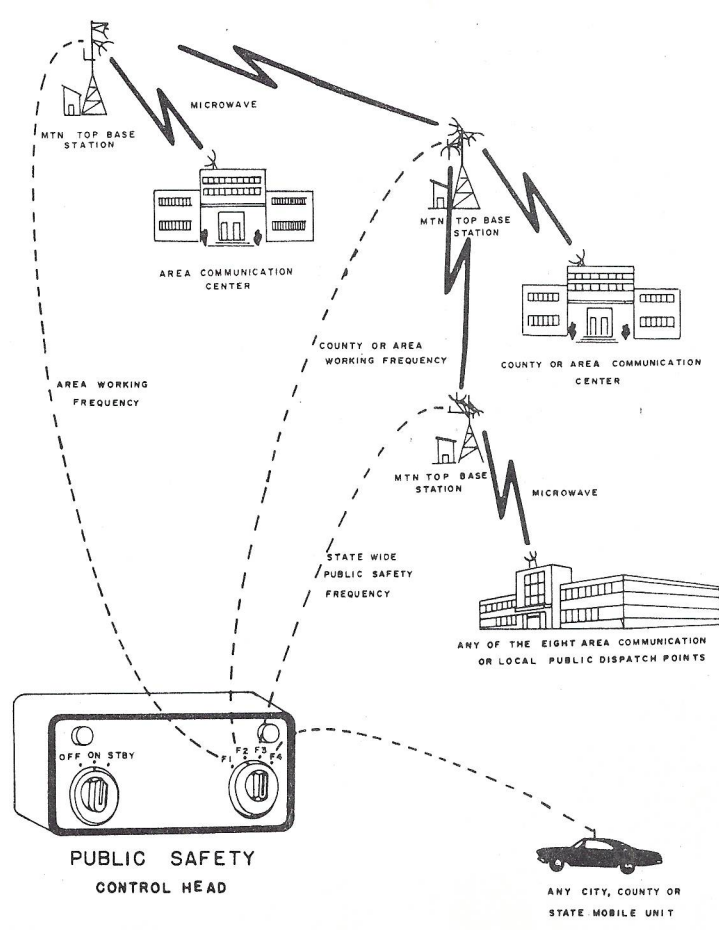 MICROWAVE
MTN TOP BASE
STATION
AREA COMMUNICATION
CENTER
MTN TOP BASE
STATION
COUNTY OR AREA
WORKING FREQUENCY
COUNTY OR AREA COMMUNICATION
CENTER
AREA WORKING
FREQUENCY
MTN TOP BASE
STATION
MICROWAVE
STATE WIDE
PUBLIC SAFETY
FREQUENCY
ANY OF THE EIGHT AREA COMMUNICATION
OR LOCAL PUBLIC DISPATCH POINTS
OFF ON STBY
F1 F2 F3 F4
PUBLIC SAFETY
CONTROL HEAD
ANY CITY, COUNTY OR
STATE MOBILE UNIT